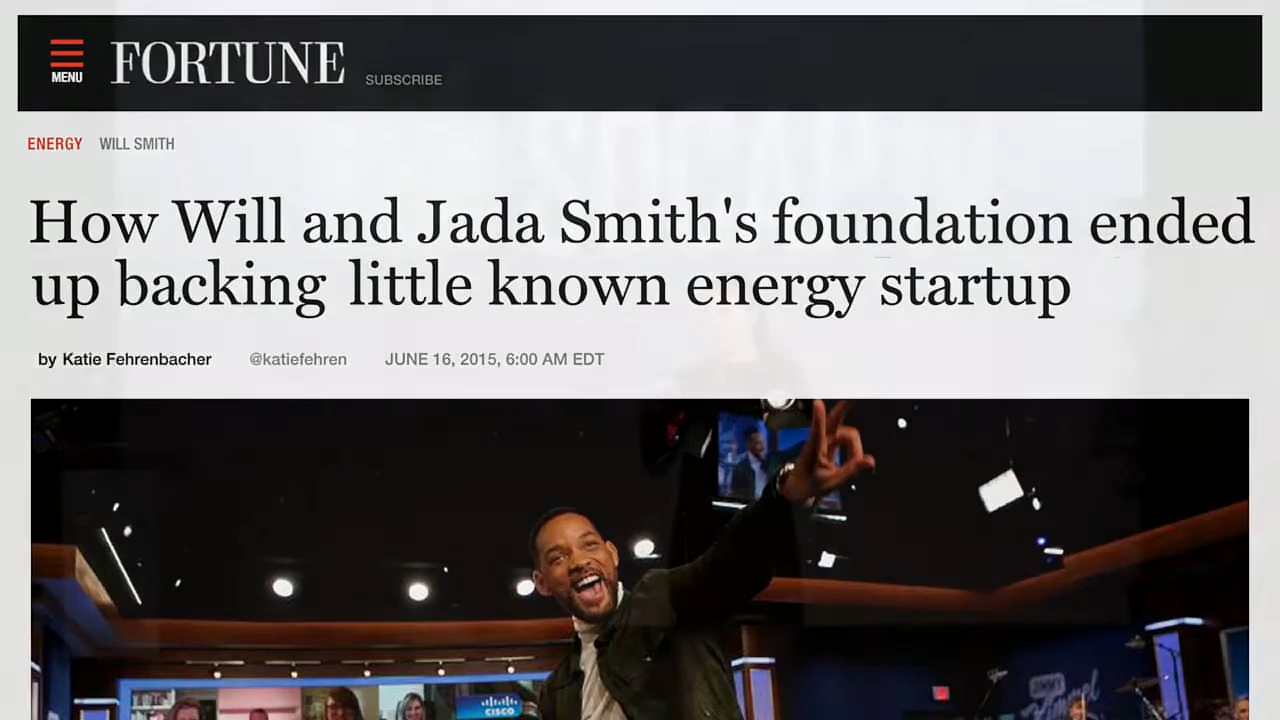 FORTUNE
MENU
SUBSCRIBE
ENERGY WILL SMITH
How Will and Jada Smith's foundation ended
up backing little known energy startup
by Katie Fehrenbacher @katiefehren JUNE 16, 2015, 6:00 AM EDT
CISCO
JIMMY